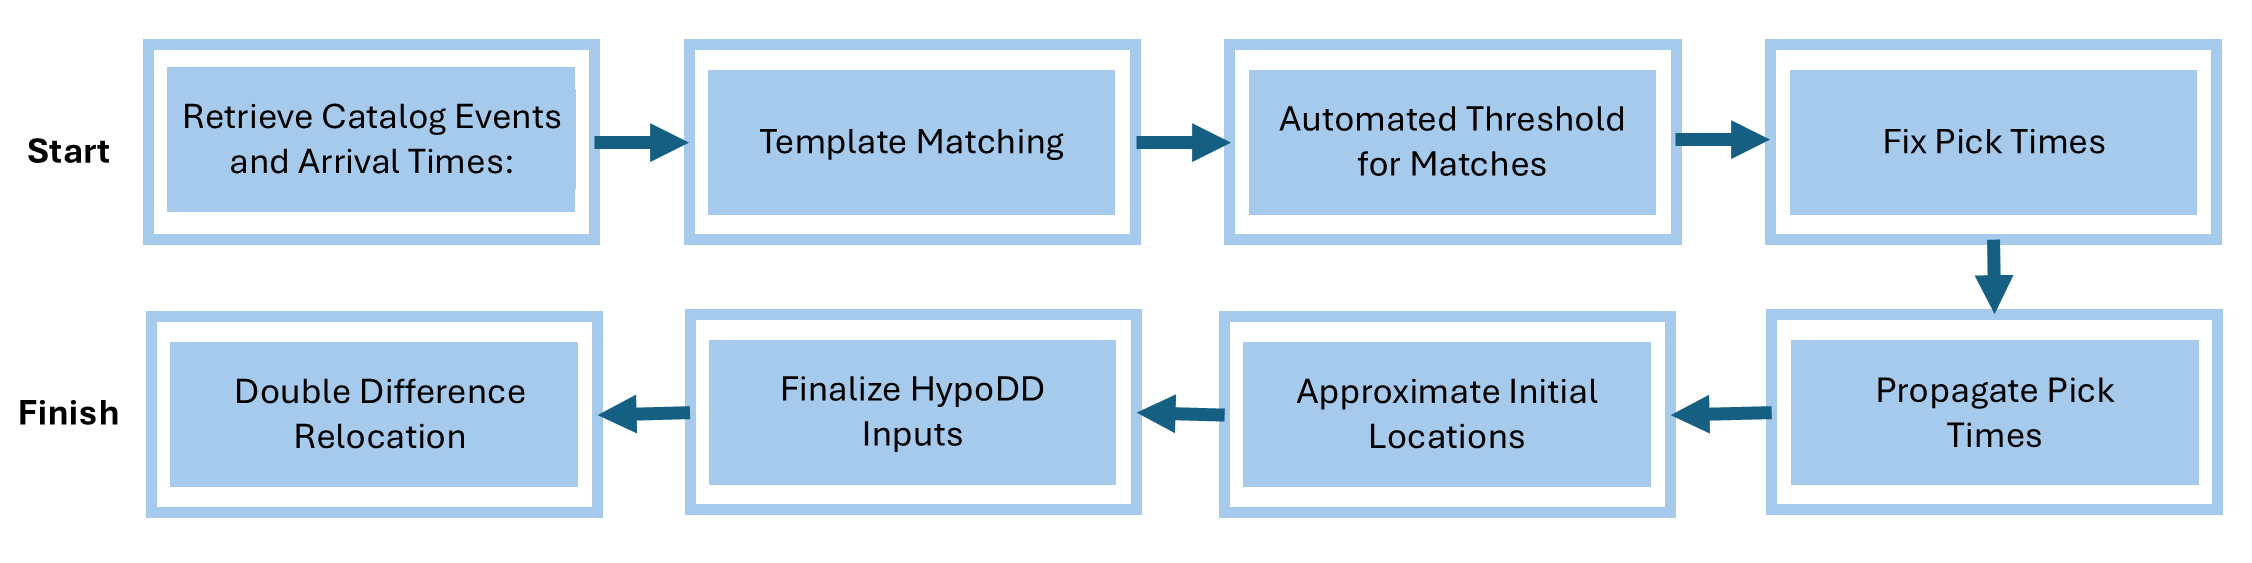 Start
Retrieve Catalog Events
and Arrival Times:
Template Matching
Automated Threshold
for Matches
Fix Pick Times
Propagate Pick
Times
Approximate Initial
Locations
Finalize HypoDD
Inputs
Double Difference
Relocation
Finish